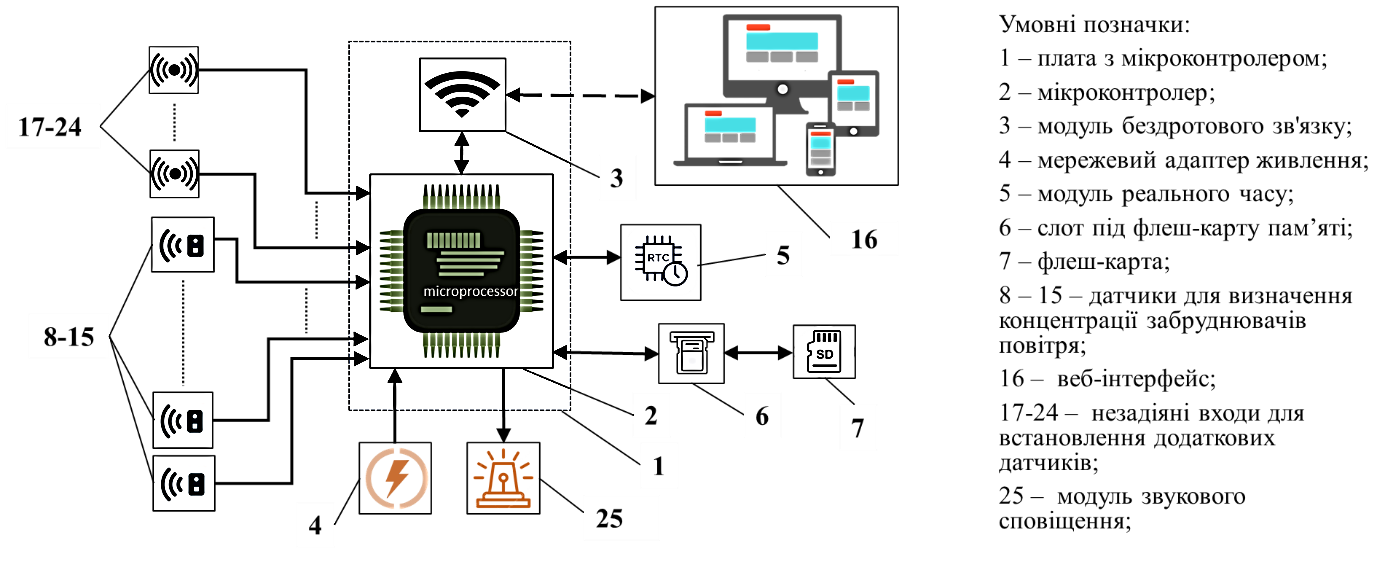 17-24
8-15
microprocessor
3
16
RTC
5
SD
2
6
7
1
4
25
Умовні позначки:
1 – плата з мікроконтролером;
2 – мікроконтролер;
3 – модуль бездротового зв'язку;
4 – мережевий адаптер живлення;
5 – модуль реального часу;
6 – слот під флеш-карту пам’яті;
7 – флеш-карта;
8 – 15 – датчики для визначення
концентрації забруднювачів
повітря;
16 –  веб-інтерфейс;
17-24 –  незадіяні входи для
встановлення додаткових
датчиків;
25 –  модуль звукового
сповіщення;